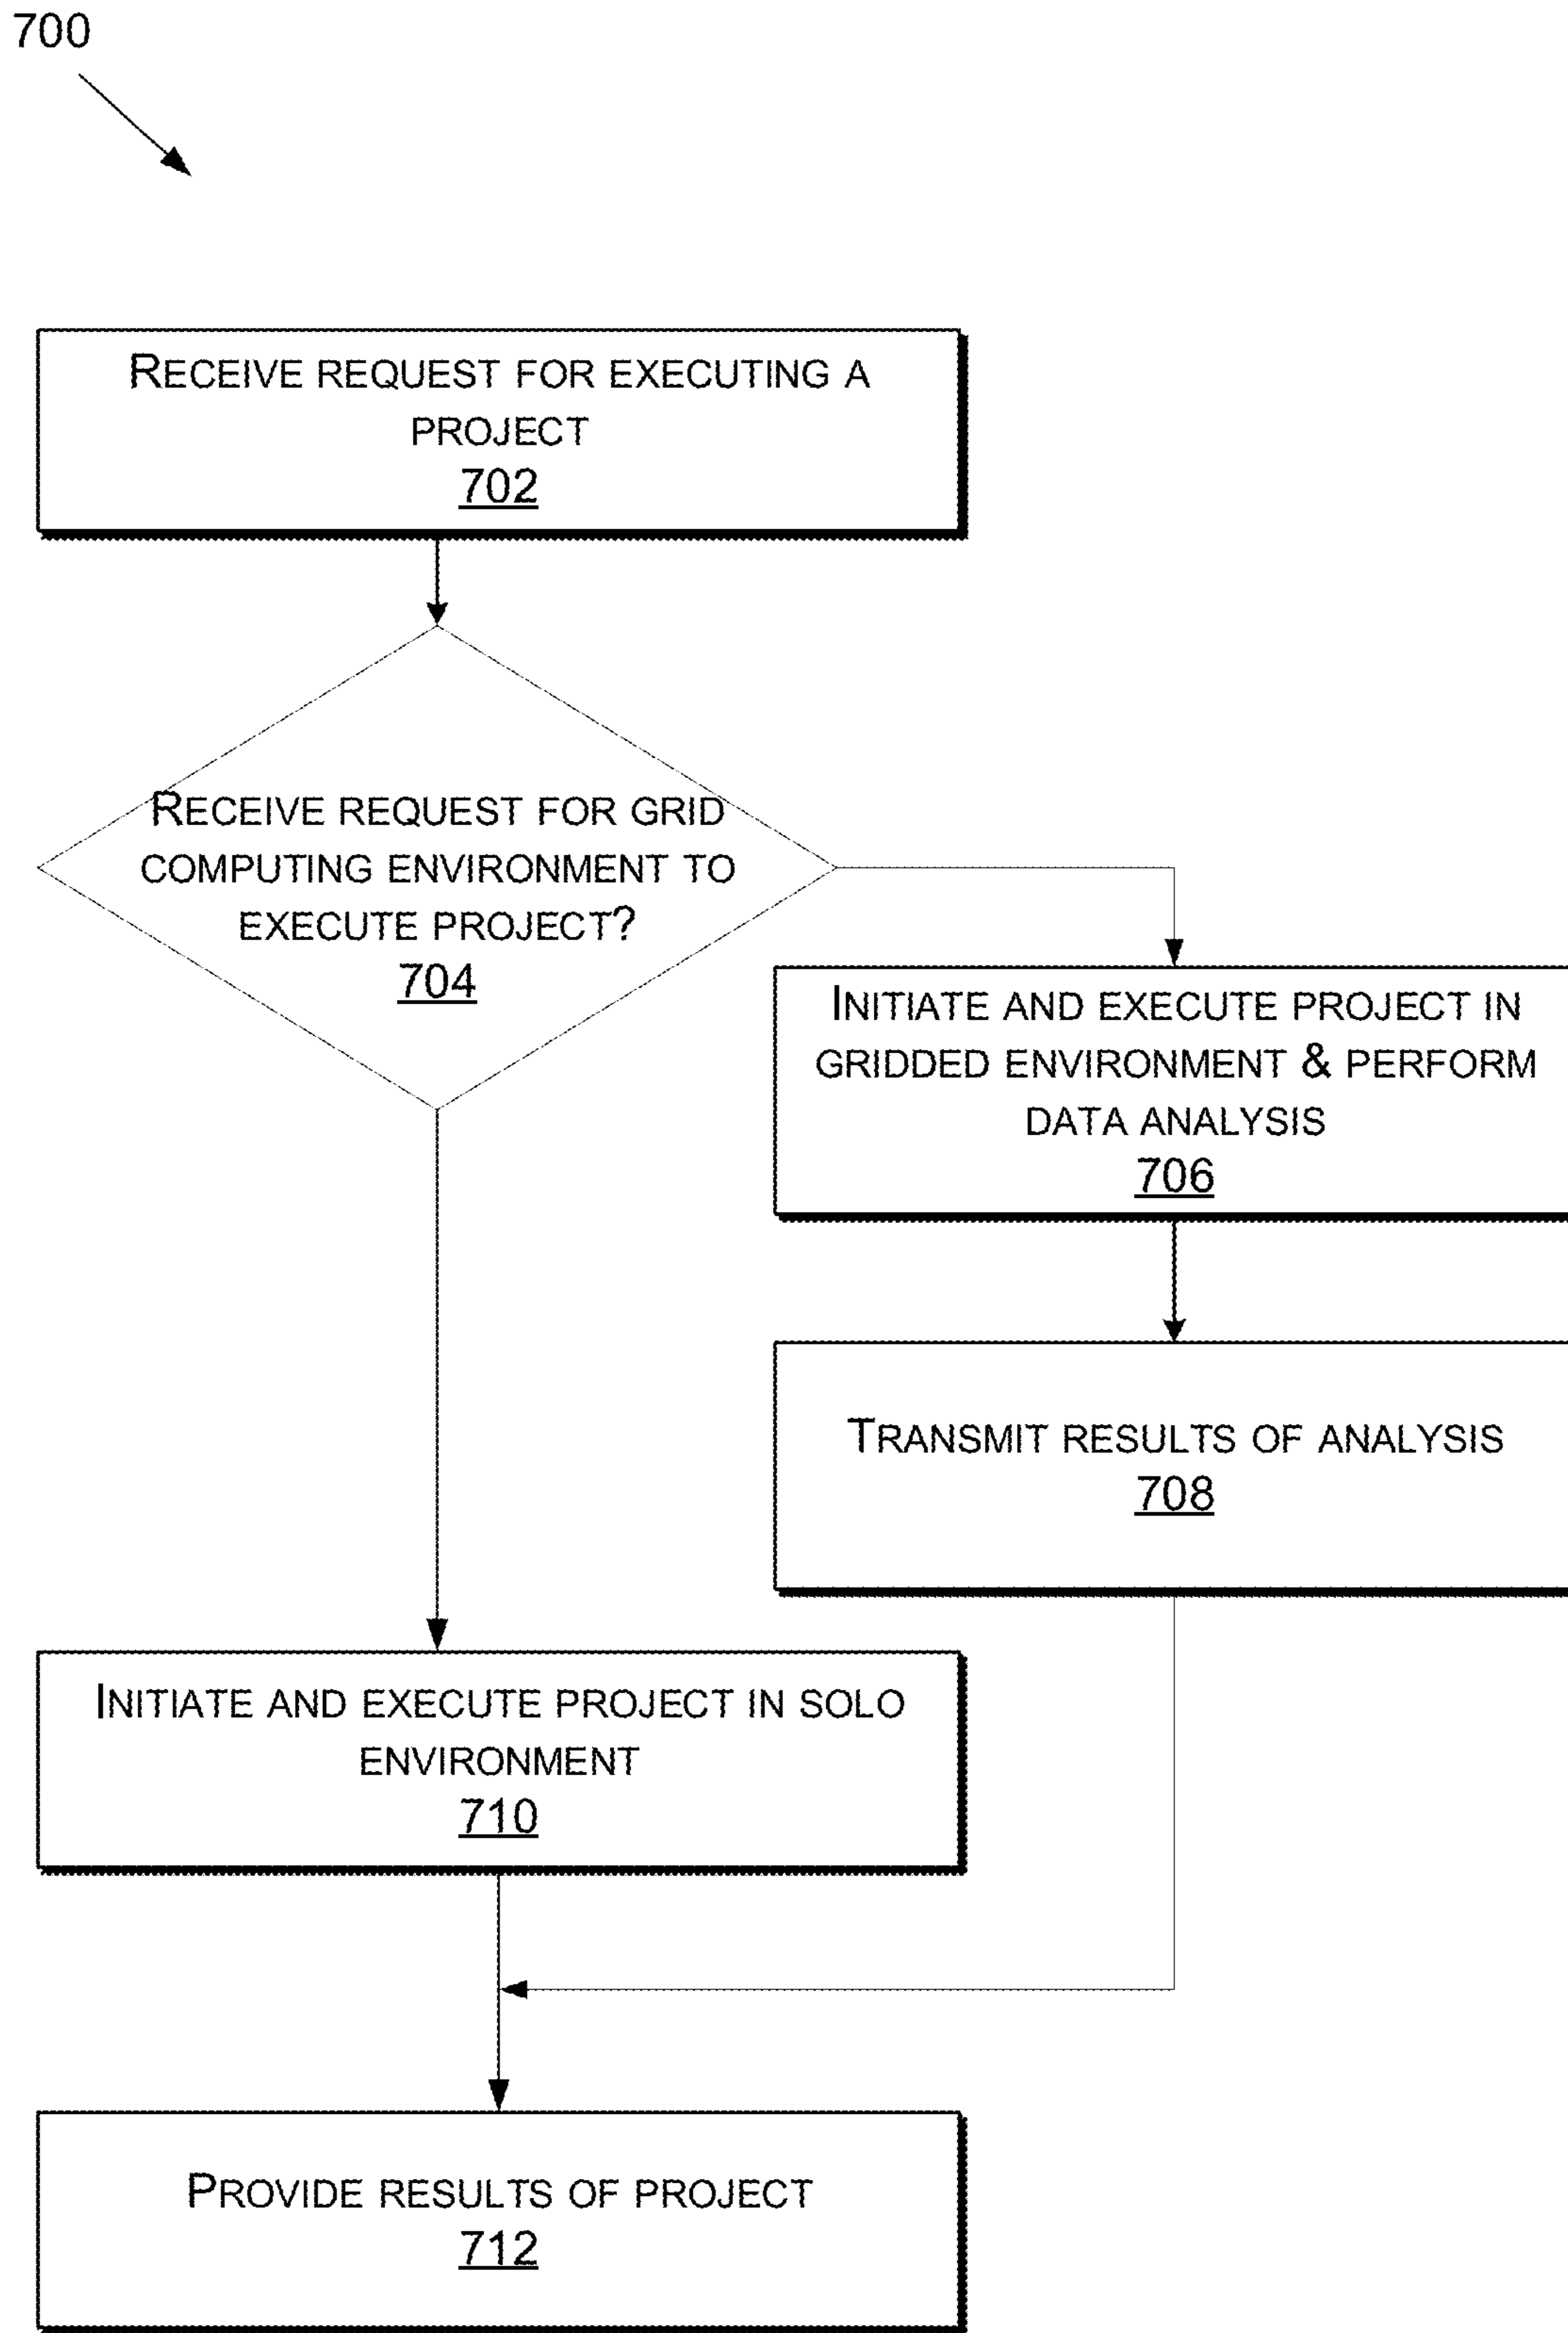 700
RECEIVE REQUEST FOR EXECUTING A
PROJECT
702
RECEIVE REQUEST FOR GRID
COMPUTING ENVIRONMENT TO
EXECUTE PROJECT?
704
INITIATE AND EXECUTE PROJECT IN
GRIDDED ENVIRONMENT & PERFORM
DATA ANALYSIS
706
TRANSMIT RESULTS OF ANALYSIS
708
INITIATE AND EXECUTE PROJECT IN SOLO
ENVIRONMENT
710
PROVIDE RESULTS OF PROJECT
712